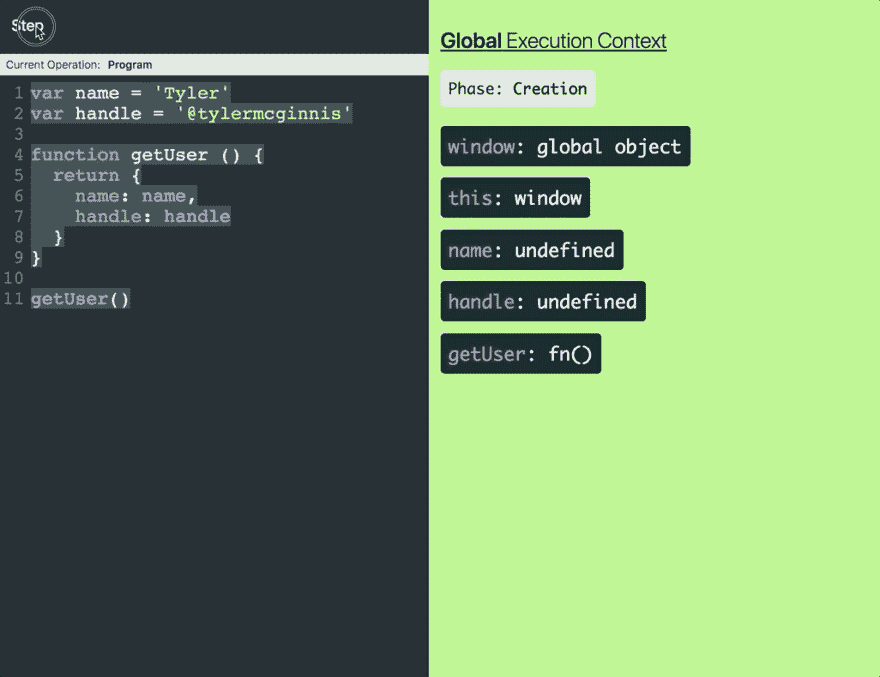 Step
Current Operation: Program
1 var name = 'Tyler'
2 var handle = '@tylermcginnis'
3
4 function getUser () {
5   return {
6     name: name,
7     handle: handle
8   }
9 }
10
11 getUser()
Global Execution Context
Phase: Creation
window: global object
this: window
name: undefined
handle: undefined
getUser: fn()